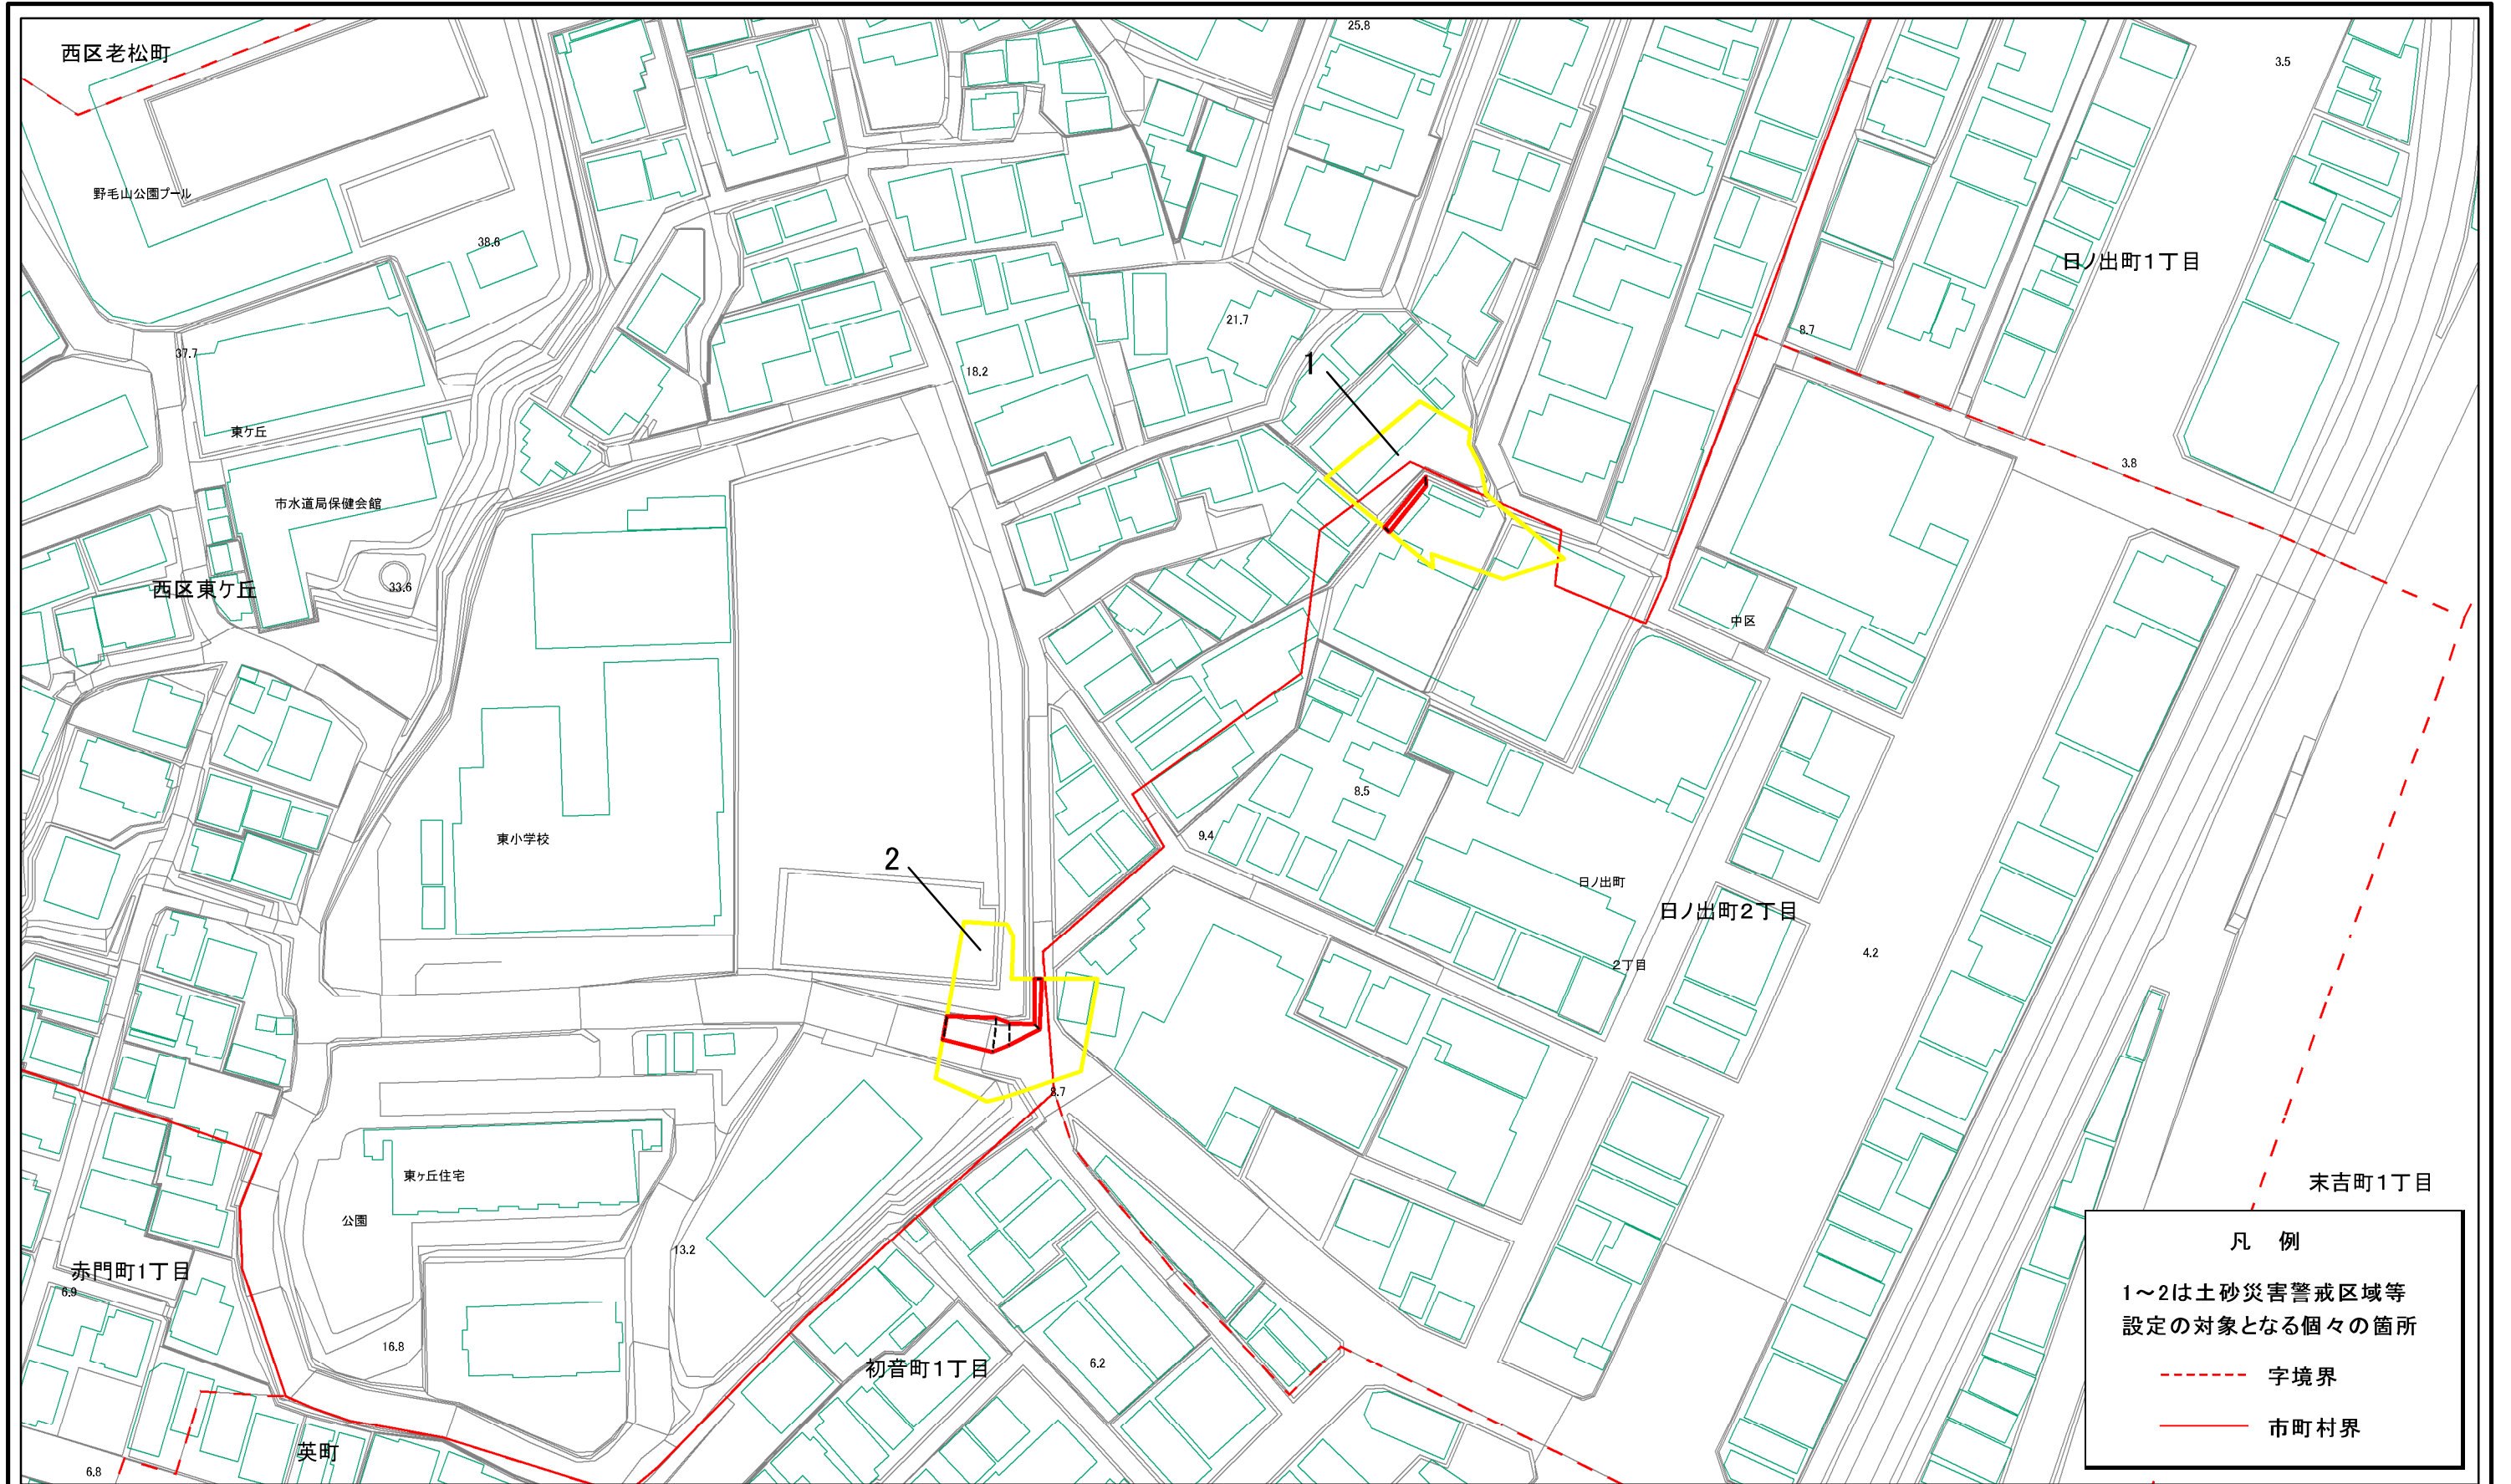 西区老松町
25.8
3.5
野毛山公園プール
38.6
日ノ出町1丁目
21.7
8.7
37.7
1
18.2
東ケ丘
3.8
市水道局保健会館
33.6
西区東ケ丘
中区
8.5
9.4
東小学校
2
日ノ出町
日ノ出町2丁目
4.2
2丁目
8.7
東ヶ丘住宅
末吉町1丁目
公園
13.2
赤門町1丁目
6.9
16.8
初音町1丁目
6.2
英町
6.8
凡 例
1～2は土砂災害警戒区域等
設定の対象となる個々の箇所
字境界
市町村界